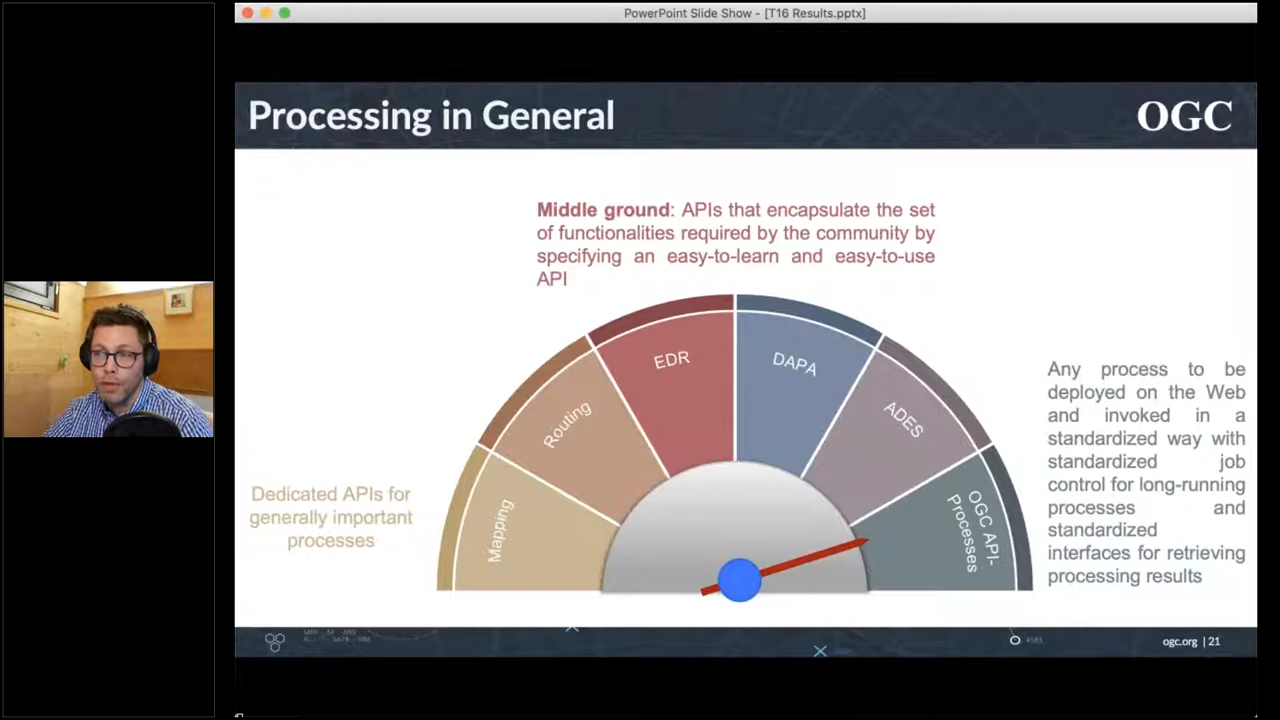 PowerPoint Slide Show - [T16 Results.pptx]
Processing in General
OGC
Middle ground: APIs that encapsulate the set
of functionalities required by the community by
specifying an easy-to-learn and easy-to-use
API
Dedicated APIs for
generally important
processes
Mapping
Routing
EDR
DAPA
ADES
OGC API-
Processes
Any process to be
deployed on the Web
and invoked in a
standardized way with
standardized job
control for long-running
processes and
standardized
interfaces for retrieving
processing results
ogc.org | 21